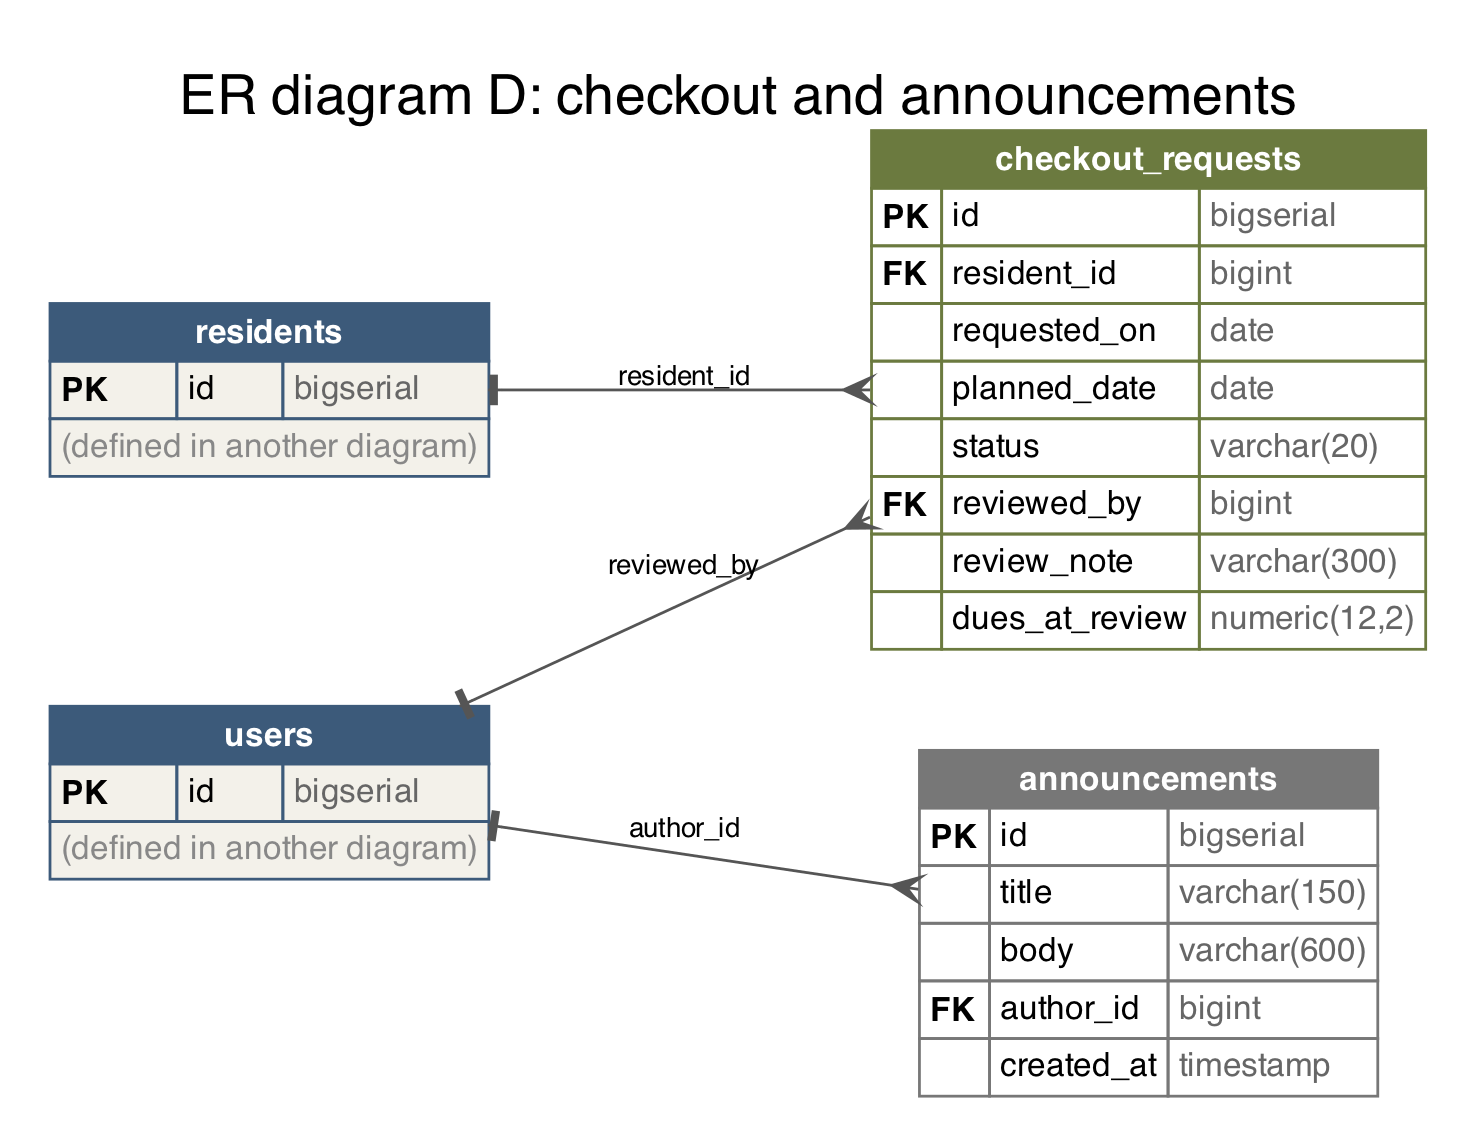 ER diagram D: checkout and announcements
checkout_requests
PK id bigserial
FK resident_id bigint
requested_on date
planned_date date
status varchar(20)
FK reviewed_by bigint
review_note varchar(300)
dues_at_review numeric(12,2)
residents
PK id bigserial
(defined in another diagram)
resident_id
reviewed_by
users
PK id bigserial
(defined in another diagram)
author_id
announcements
PK id bigserial
title varchar(150)
body varchar(600)
FK author_id bigint
created_at timestamp